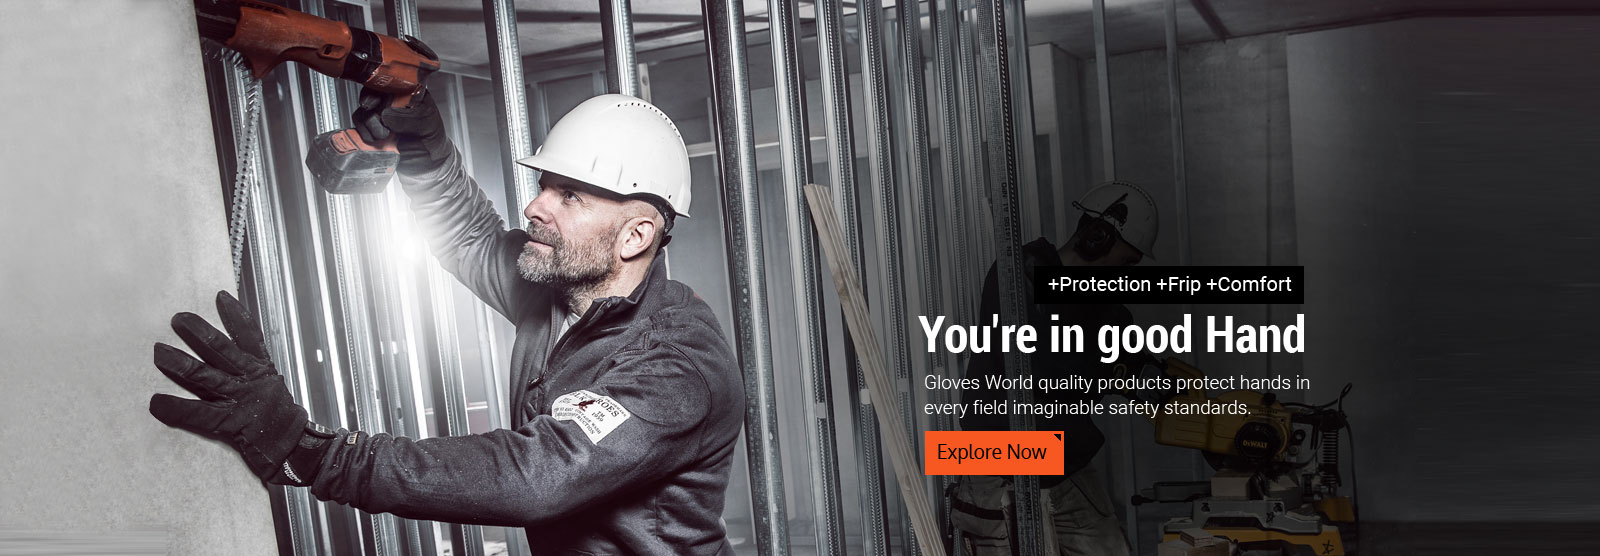 +Protection +Frip +Comfort
You're in good Hand
Gloves World quality products protect hands in
every field imaginable safety standards.
Explore Now
DEWALT